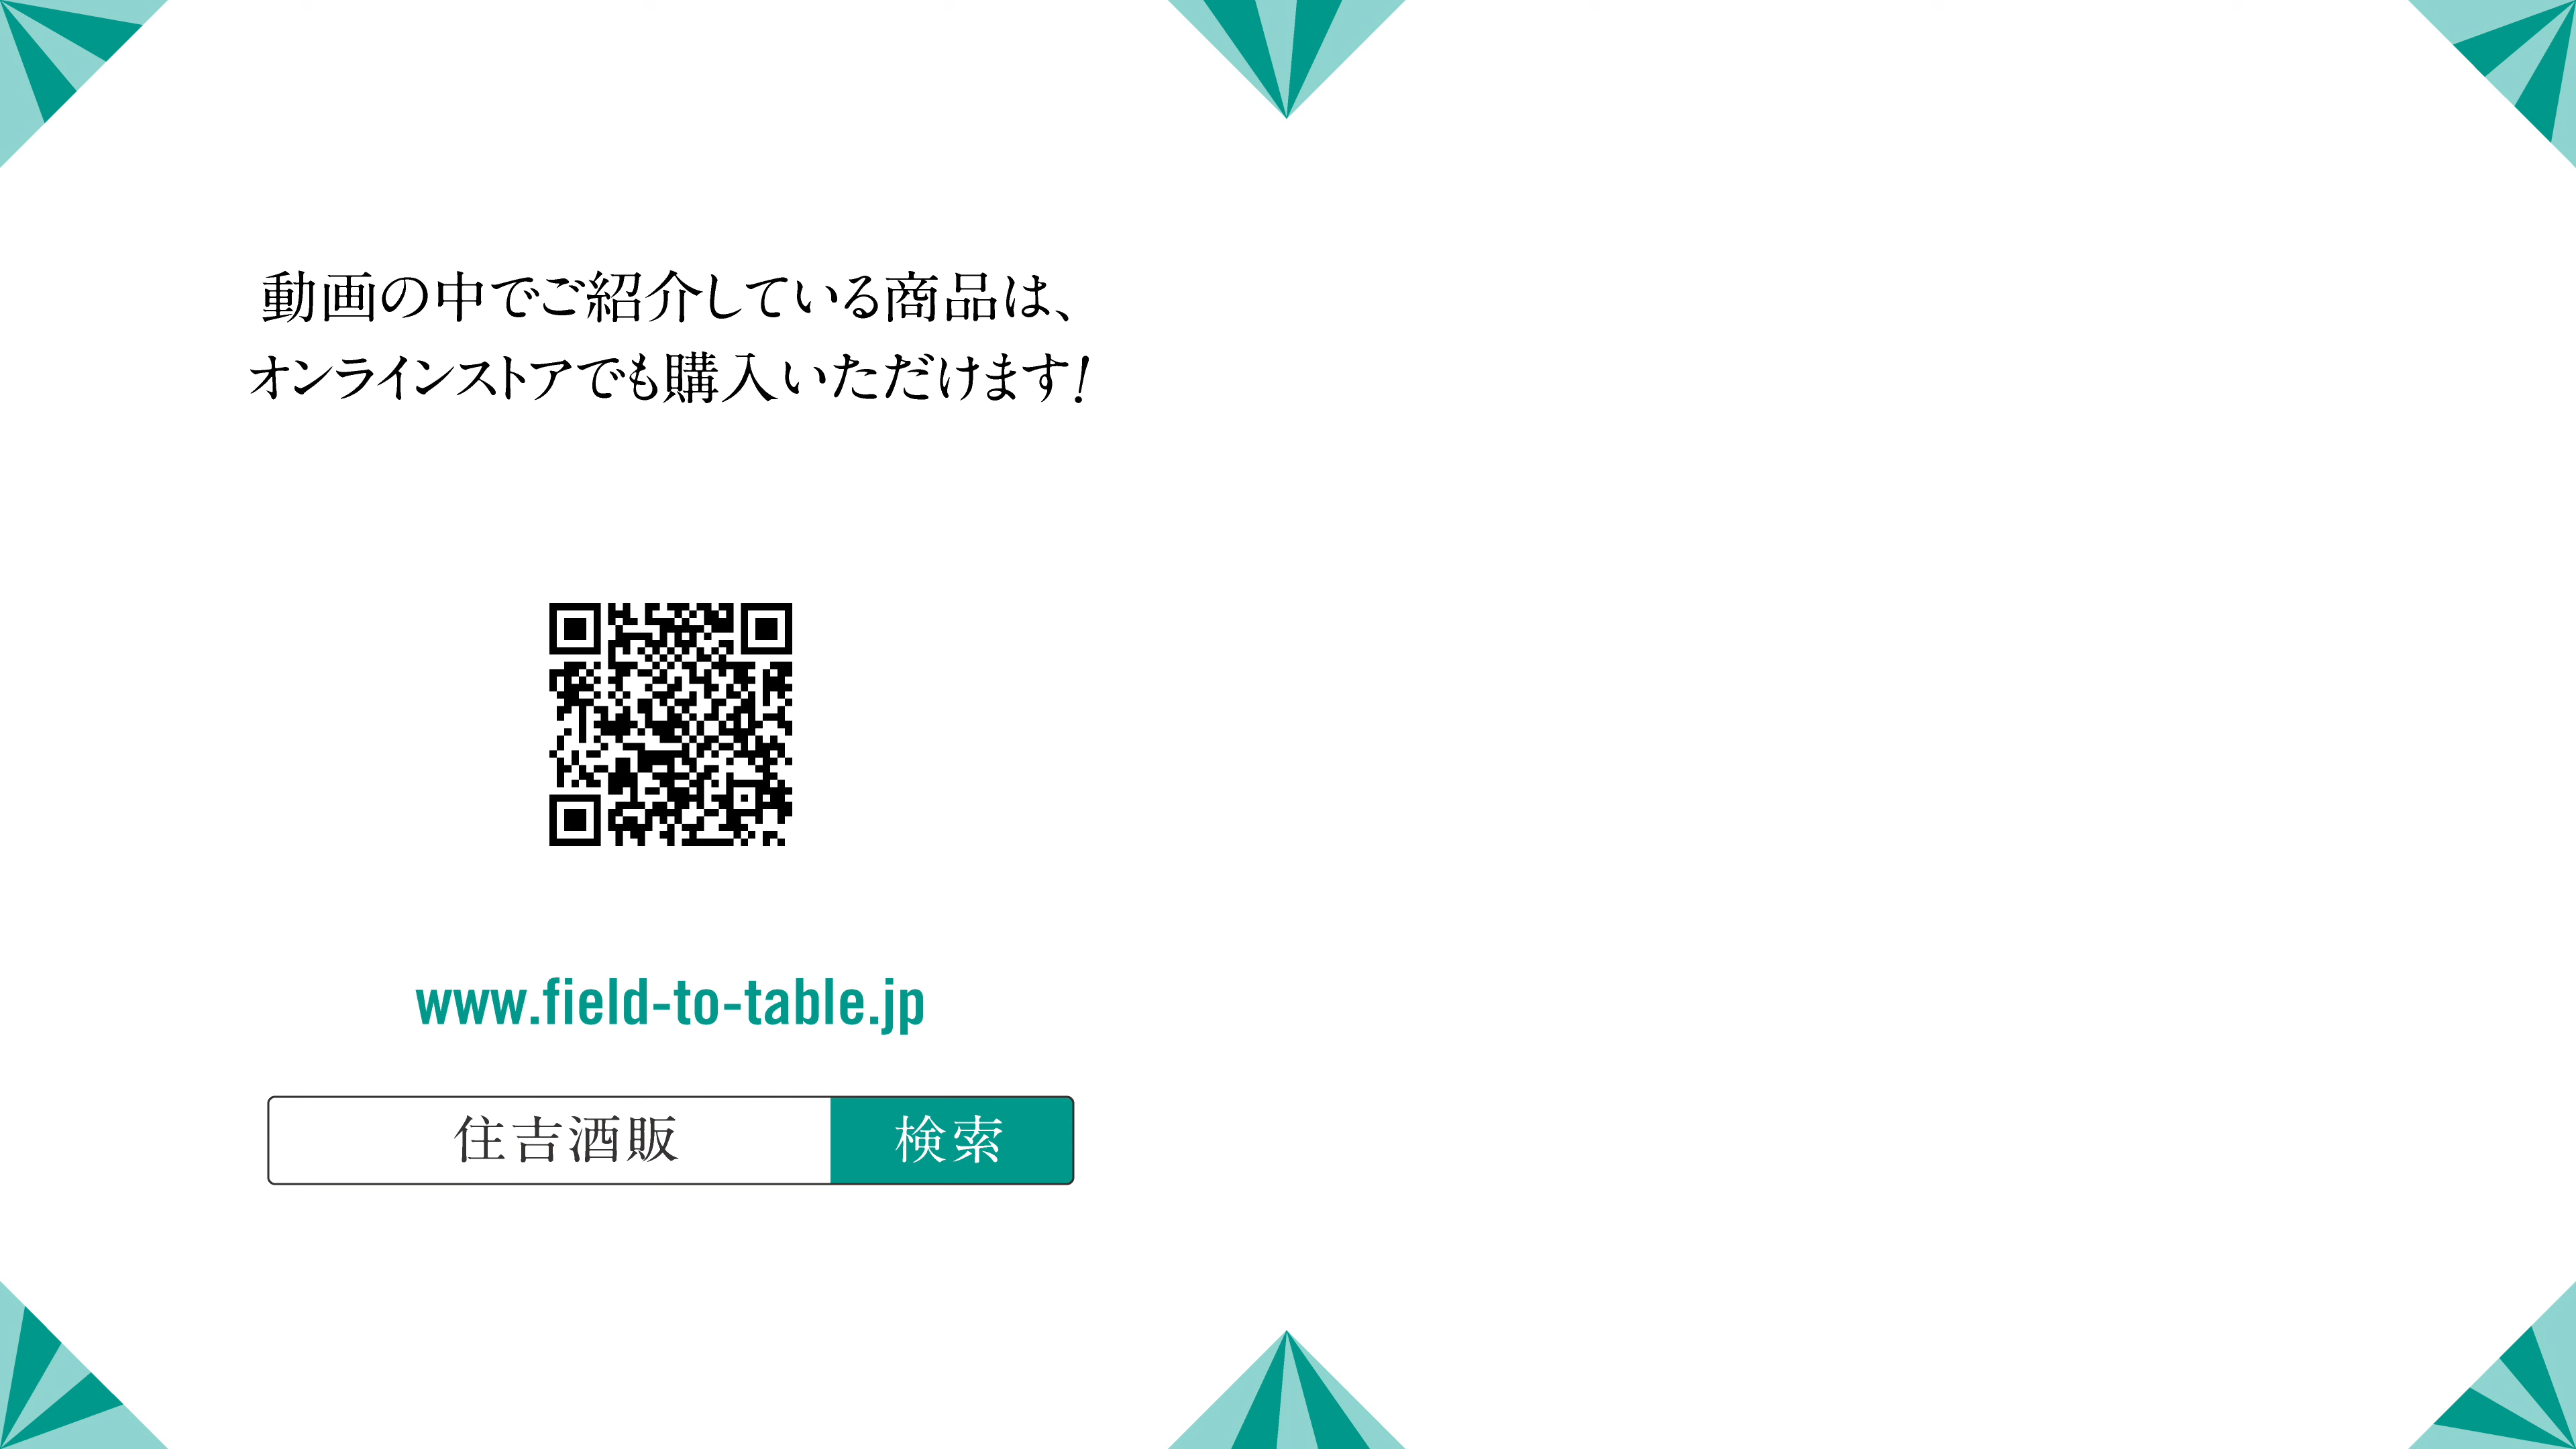 動画の中でご紹介している商品は、
オンラインストアでも購入いただけます！
www.field-to-table.jp
住吉酒販 検索